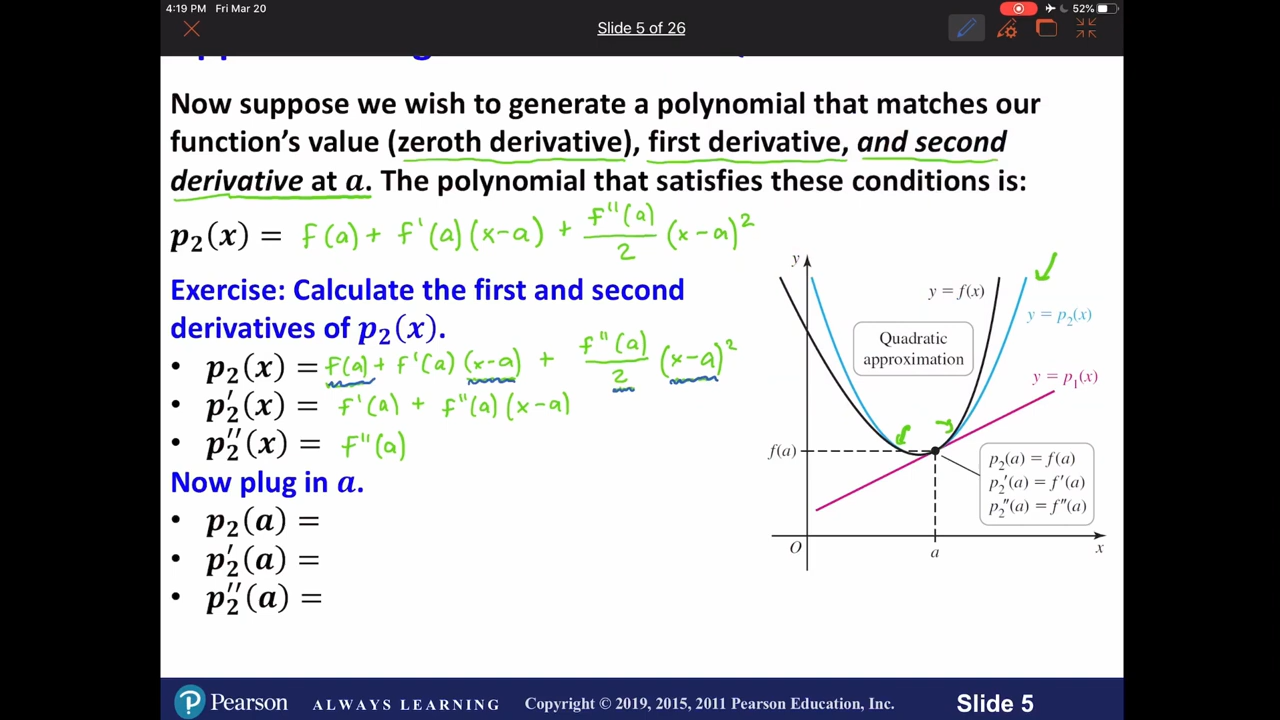 4:19 PM Fri Mar 20
52%
Slide 5 of 26
Now suppose we wish to generate a polynomial that matches our
function's value (zeroth derivative), first derivative, and second
derivative at a. The polynomial that satisfies these conditions is:
p₂(x) = f(a) + f'(a)(x-a) + f''(a)/2 (x-a)²
Exercise: Calculate the first and second
derivatives of p₂(x).
• p₂(x) = f(a) + f'(a)(x-a) + f''(a)/2 (x-a)²
• p₂′(x) = f'(a) + f''(a)(x-a)
• p₂′′(x) = f''(a)
Now plug in a.
• p₂(a) =
• p₂′(a) =
• p₂′′(a) =
y
y = f(x)
y = p₂(x)
Quadratic
approximation
y = p₁(x)
f(a)
p₂(a) = f(a)
p₂′(a) = f′(a)
p₂″(a) = f″(a)
O
a
x
P Pearson
ALWAYS LEARNING
Copyright © 2019, 2015, 2011 Pearson Education, Inc.
Slide 5